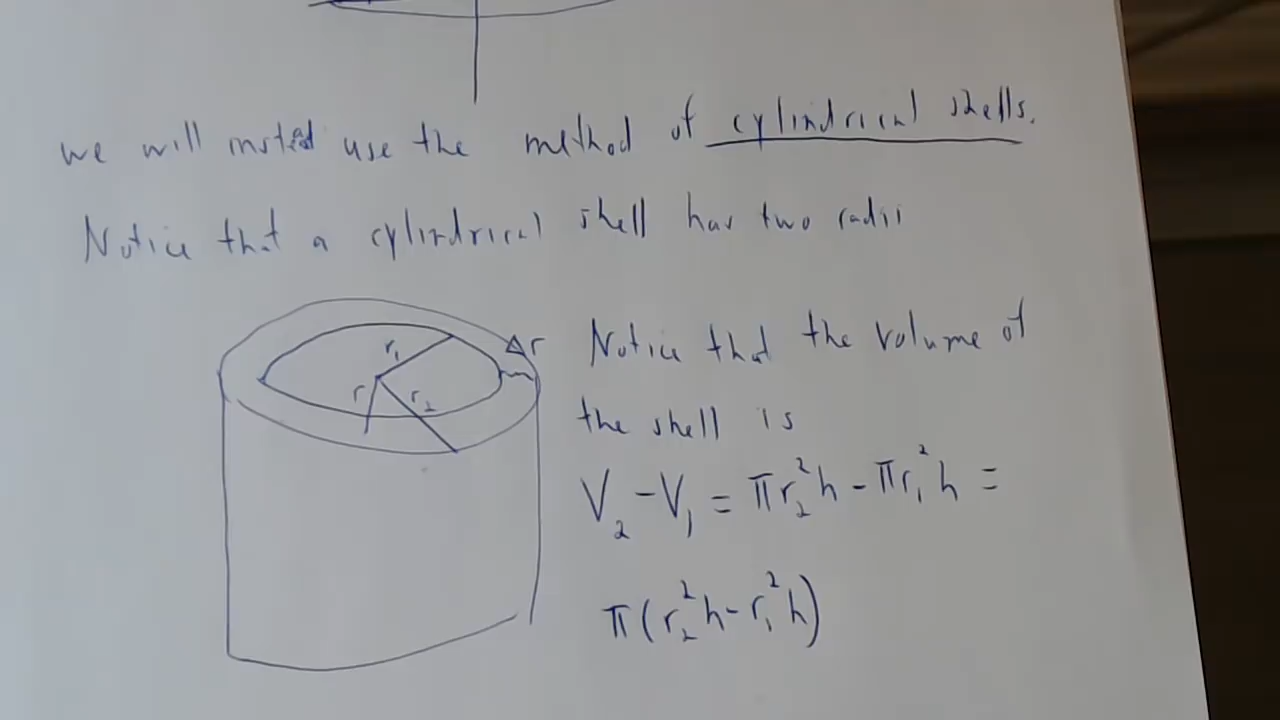 we will insted use the method of cylindrical shells.
Notice that a cylindrical shell has two radii
r₁ Δr
r r₂
Notice that the volume of
the shell is
V₂ - V₁ = πr₂²h - πr₁²h =
π(r₂²h - r₁²h)